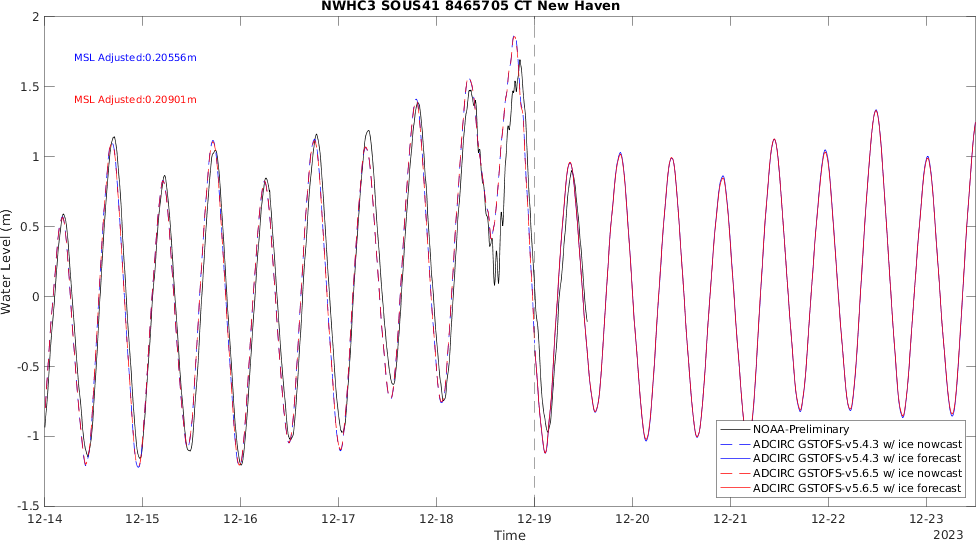 NWHC3 SOUS41 8465705 CT New Haven
2
1.5
1
0.5
0
-0.5
-1
-1.5
Water Level (m)
MSL Adjusted:0.20556m
MSL Adjusted:0.20901m
NOAA-Preliminary
ADCIRC GSTOFS-v5.4.3 w/ ice nowcast
ADCIRC GSTOFS-v5.4.3 w/ ice forecast
ADCIRC GSTOFS-v5.6.5 w/ ice nowcast
ADCIRC GSTOFS-v5.6.5 w/ ice forecast
12-14 12-15 12-16 12-17 12-18 12-19 12-20 12-21 12-22 12-23
Time
2023